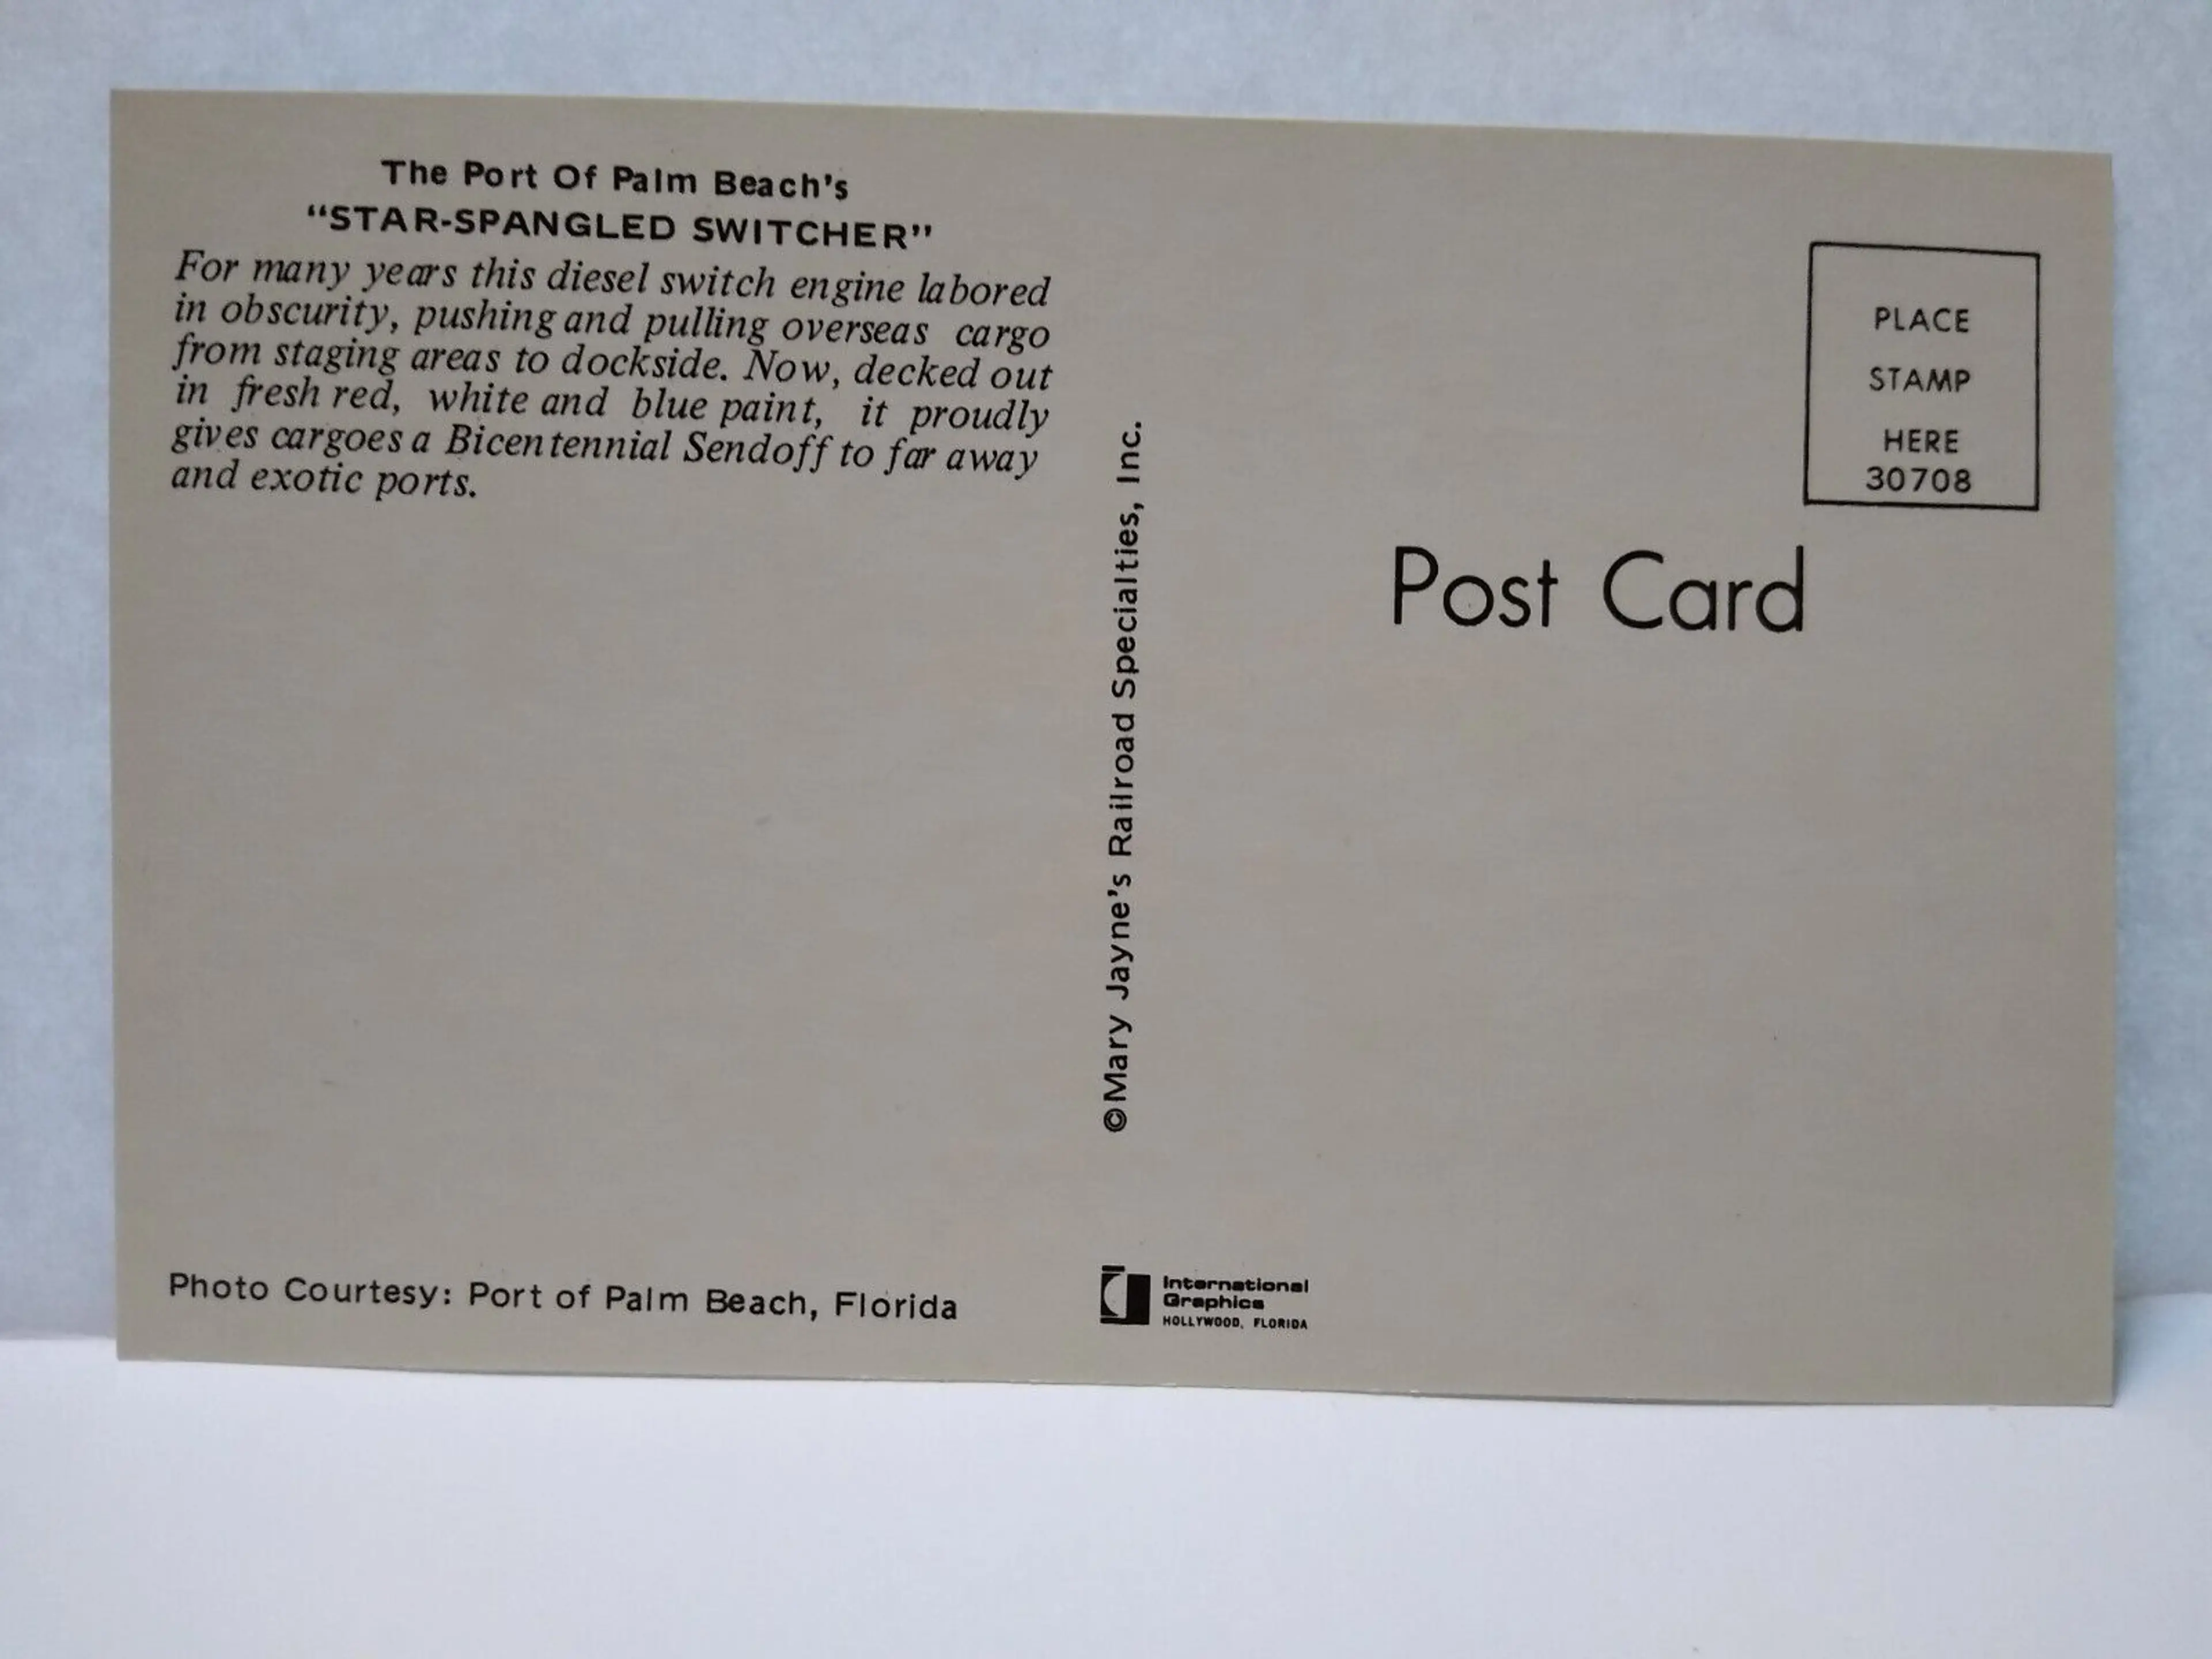 The Port Of Palm Beach's
"STAR-SPANGLED SWITCHER"
For many years this diesel switch engine labored
in obscurity, pushing and pulling overseas cargo
from staging areas to dockside. Now, decked out
in fresh red, white and blue paint, it proudly
gives cargoes a Bicentennial Sendoff to far away
and exotic ports.
Photo Courtesy: Port of Palm Beach, Florida
©Mary Jayne's Railroad Specialties, Inc.
International
Graphics
HOLLYWOOD, FLORIDA
PLACE
STAMP
HERE
30708
Post Card